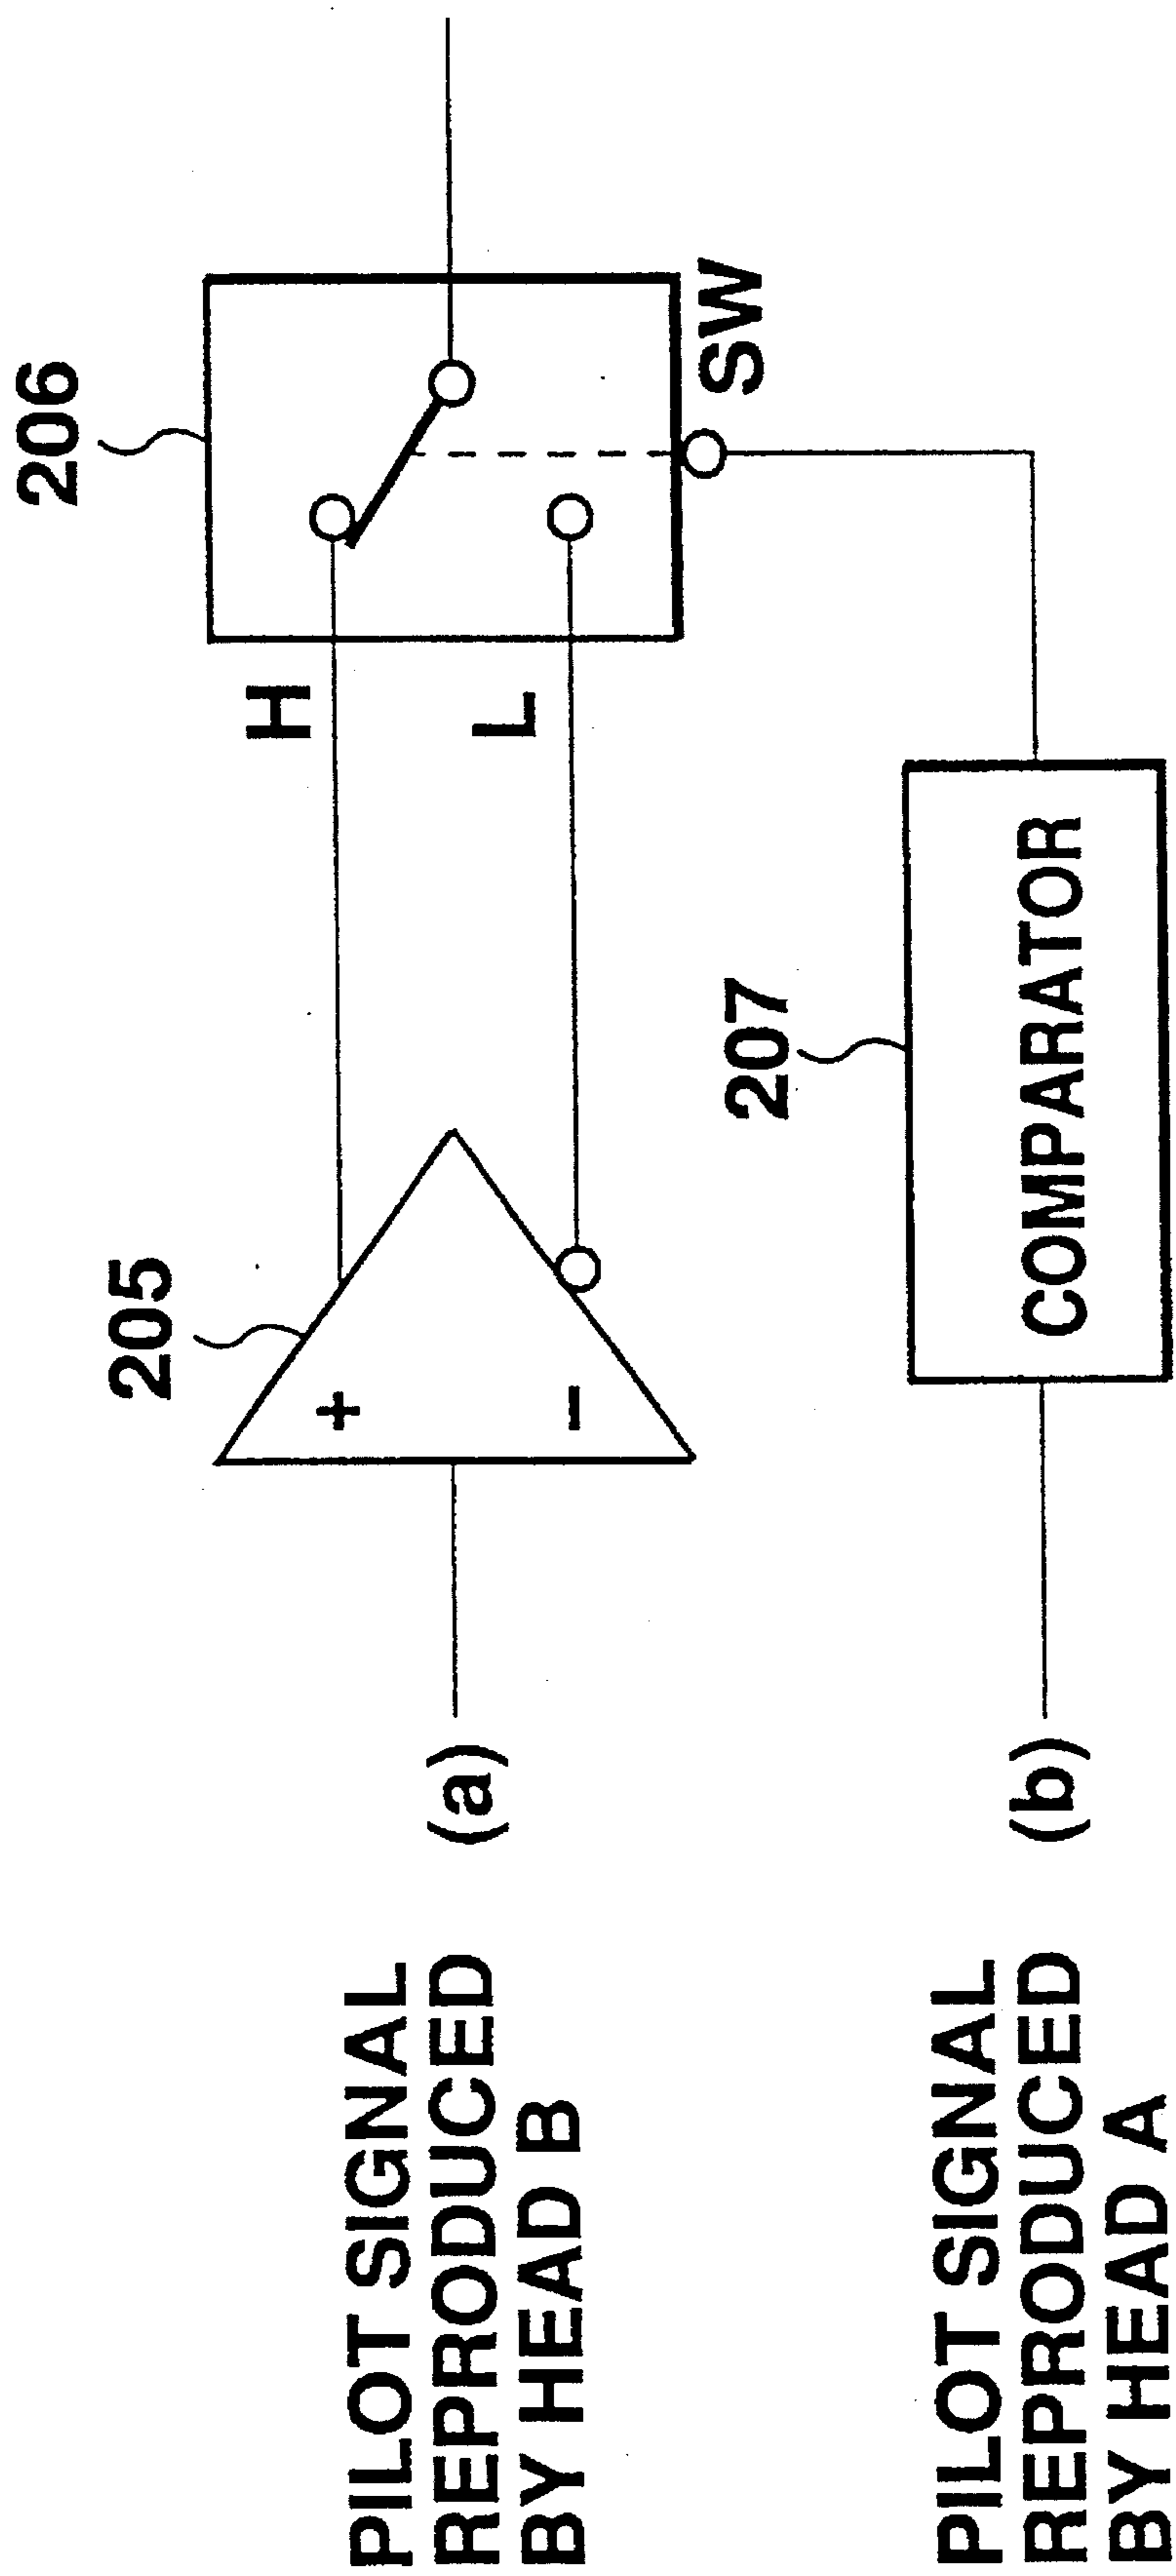 206
H
L
SW
205
+
-
207
COMPARATOR
(a)
PILOT SIGNAL
REPRODUCED
BY HEAD B
(b)
PILOT SIGNAL
REPRODUCED
BY HEAD A